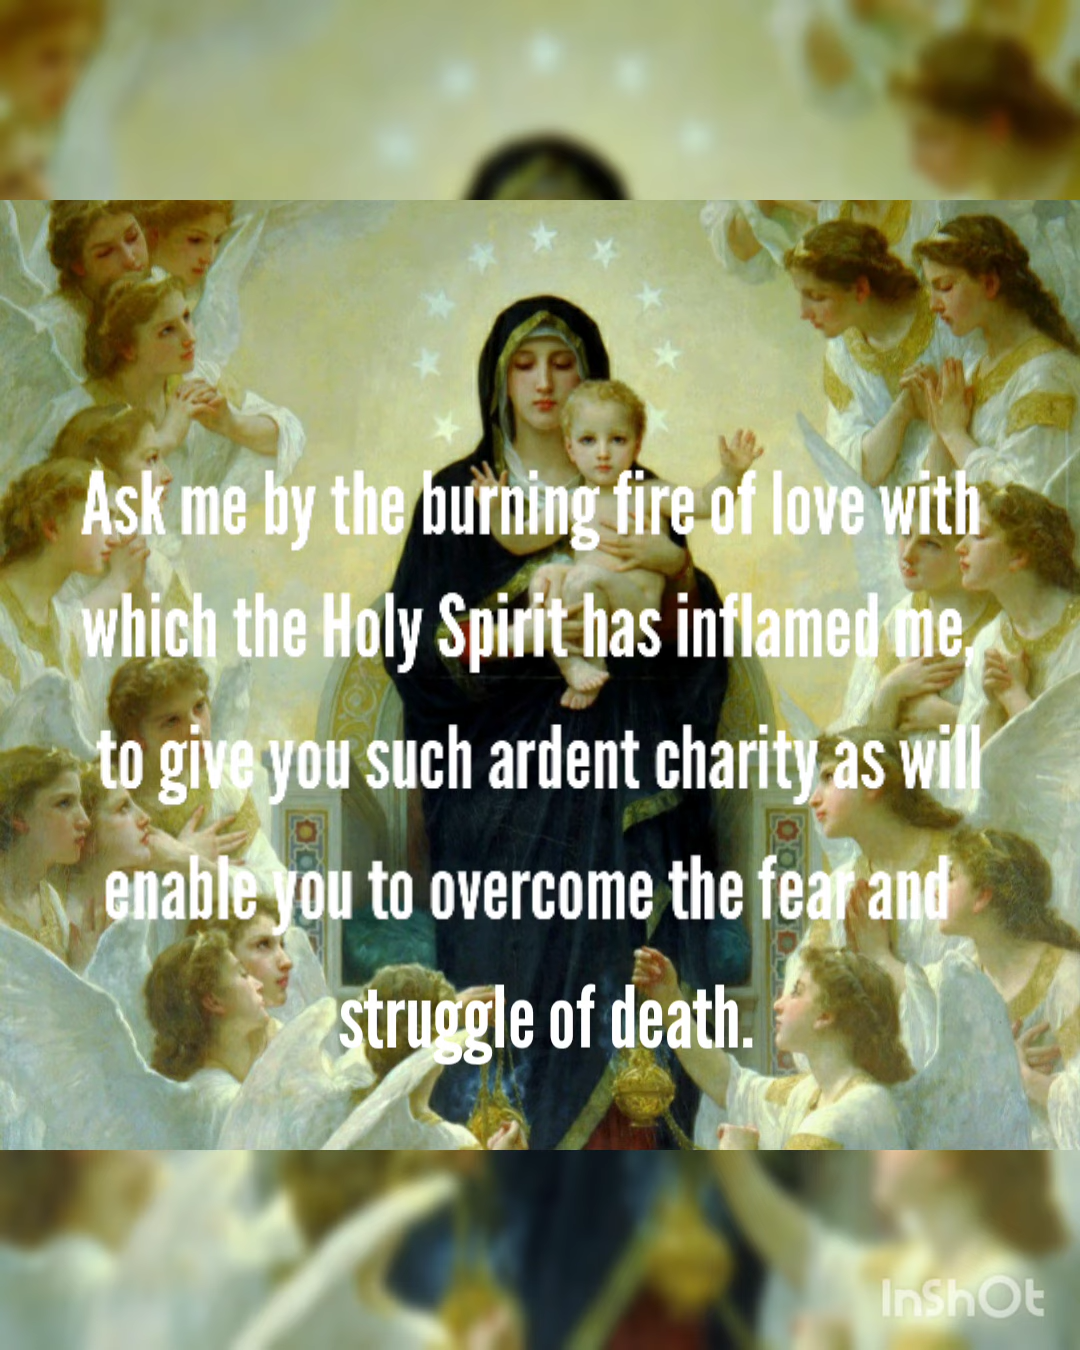 Ask me by the burning fire of love with
which the Holy Spirit has inflamed me,
to give you such ardent charity as will
enable you to overcome the fear and
struggle of death.
InShOt